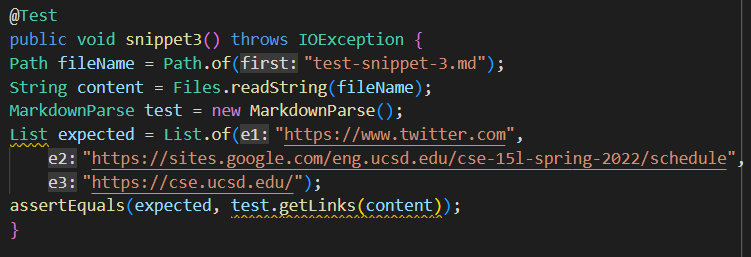 @Test
public void snippet3() throws IOException {
Path fileName = Path.of(first: "test-snippet-3.md");
String content = Files.readString(fileName);
MarkdownParse test = new MarkdownParse();
List expected = List.of(e1: "https://www.twitter.com",
e2: "https://sites.google.com/eng.ucsd.edu/cse-15l-spring-2022/schedule",
e3: "https://cse.ucsd.edu/");
assertEquals(expected, test.getLinks(content));
}